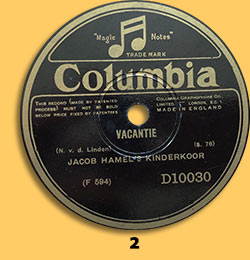 "Magic Notes"
TRADE MARK
Columbia
THIS RECORD (MADE BY PATENTED
PROCESS) MUST NOT BE SOLD
BELOW PRICE FIXED BY PATENTEES
COLUMBIA GRAPHOPHONE CO.,
LIMITED. LONDON, E.C.1
MADE IN ENGLAND
VACANTIE
(N. v. d. Linden) (S. 76)
JACOB HAMEL'S KINDERKOOR
(F 594) D10030
2